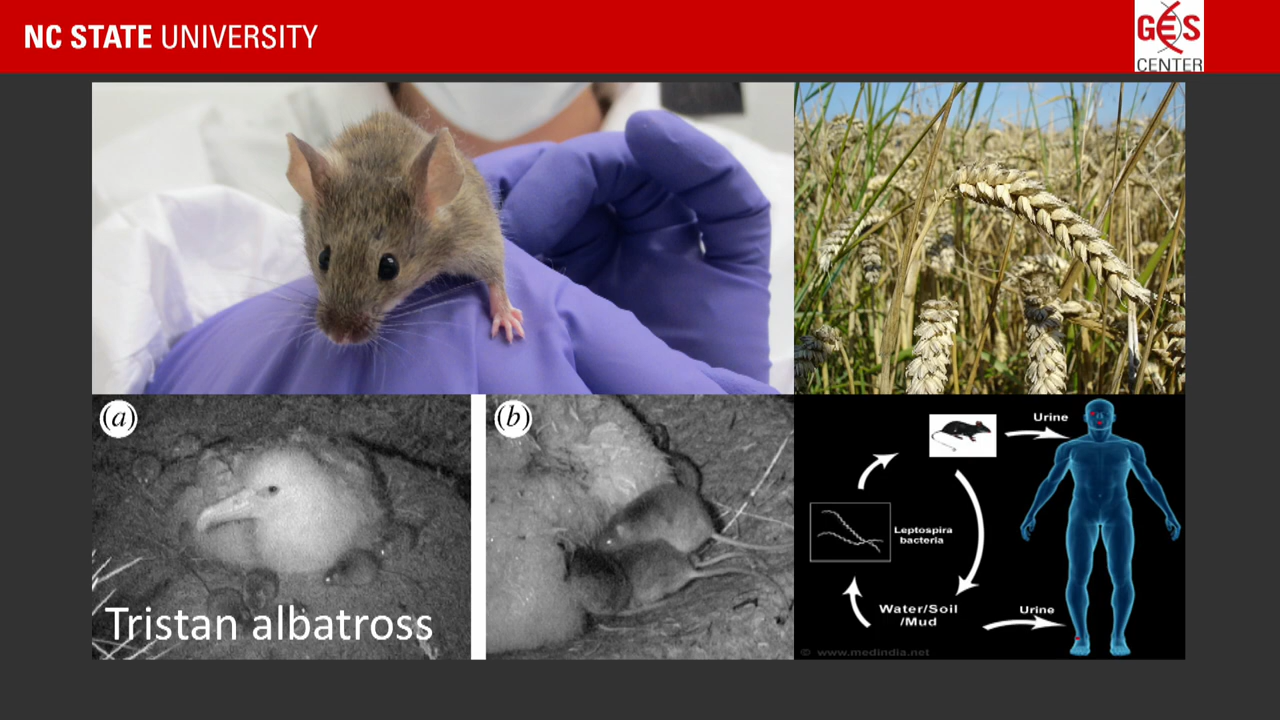 NC STATE UNIVERSITY
GES
CENTER
(a)
(b)
Tristan albatross
Urine
Leptospira
bacteria
Water/Soil
/Mud
Urine
© www.medindia.net